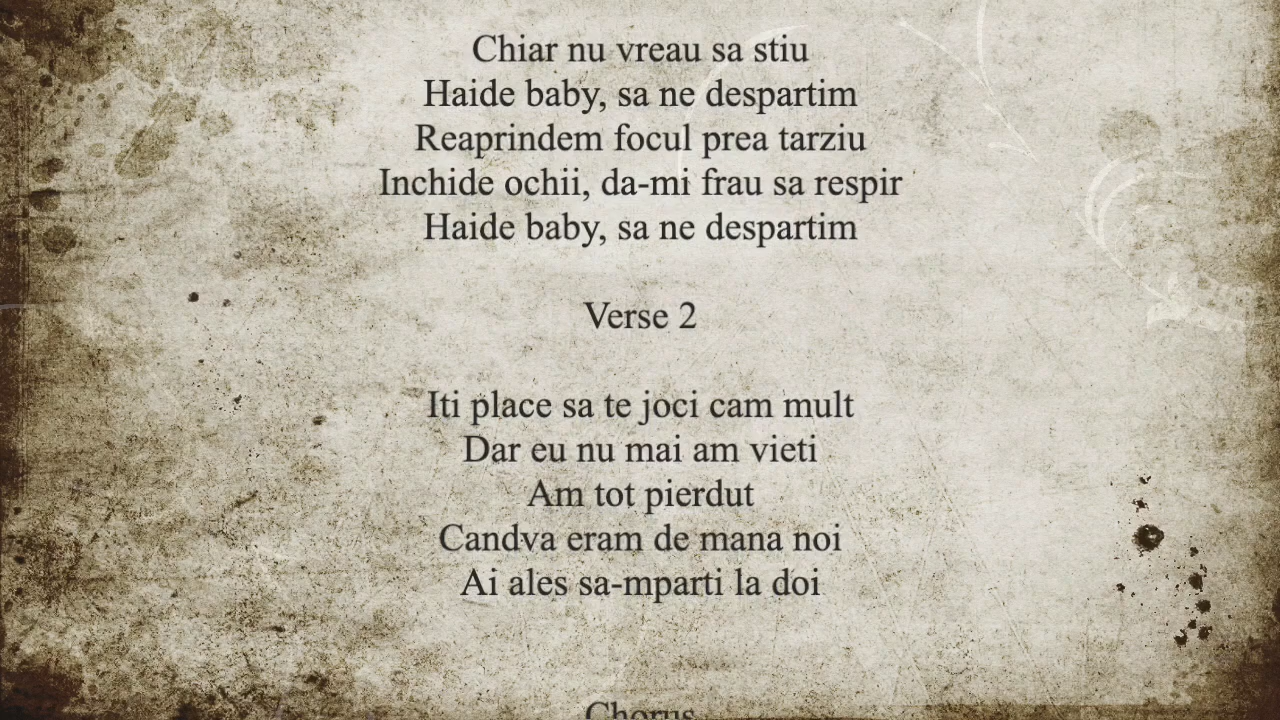 Chiar nu vreau sa stiu
Haide baby, sa ne despartim
Reaprindem focul prea tarziu
Inchide ochii, da-mi frau sa respir
Haide baby, sa ne despartim
Verse 2
Iti place sa te joci cam mult
Dar eu nu mai am vieti
Am tot pierdut
Candva eram de mana noi
Ai ales sa-mparti la doi
Chorus